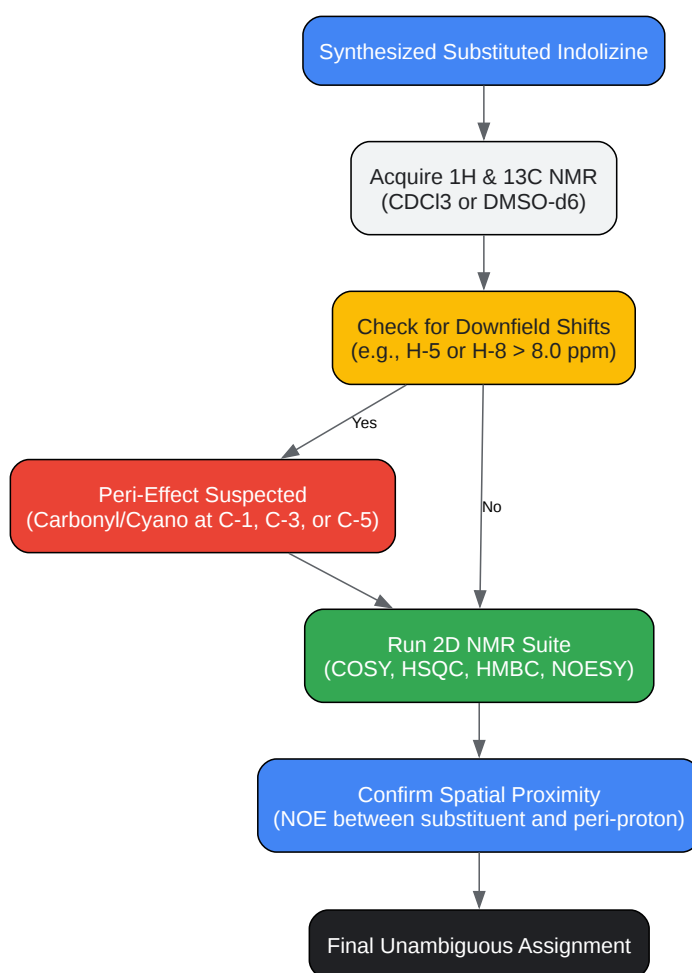 Synthesized Substituted Indolizine
Acquire 1H & 13C NMR
(CDCl3 or DMSO-d6)
Check for Downfield Shifts
(e.g., H-5 or H-8 > 8.0 ppm)
Yes
Peri-Effect Suspected
(Carbonyl/Cyano at C-1, C-3, or C-5)
No
Run 2D NMR Suite
(COSY, HSQC, HMBC, NOESY)
Confirm Spatial Proximity
(NOE between substituent and peri-proton)
Final Unambiguous Assignment